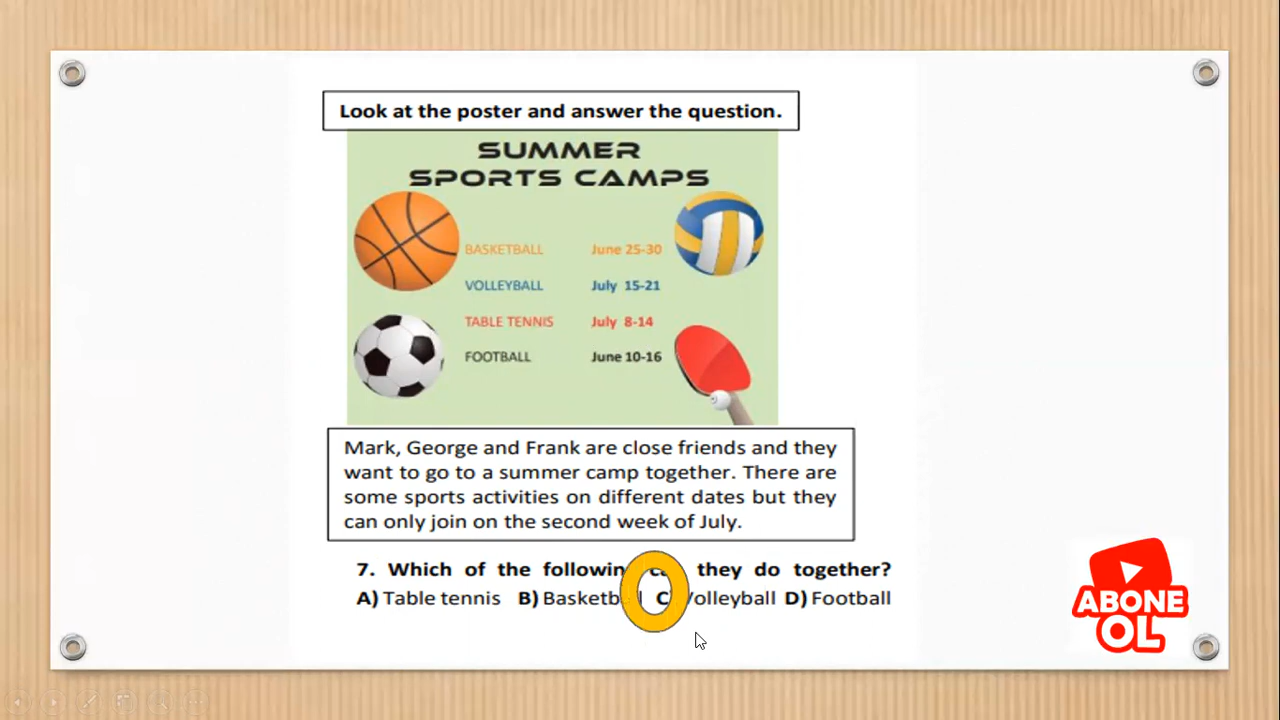 Look at the poster and answer the question.
SUMMER
SPORTS CAMPS
BASKETBALL June 25-30
VOLLEYBALL July 15-21
TABLE TENNIS July 8-14
FOOTBALL June 10-16
Mark, George and Frank are close friends and they
want to go to a summer camp together. There are
some sports activities on different dates but they
can only join on the second week of July.
7. Which of the following they do together?
A) Table tennis B) Basketball C) Volleyball D) Football
ABONE
OL